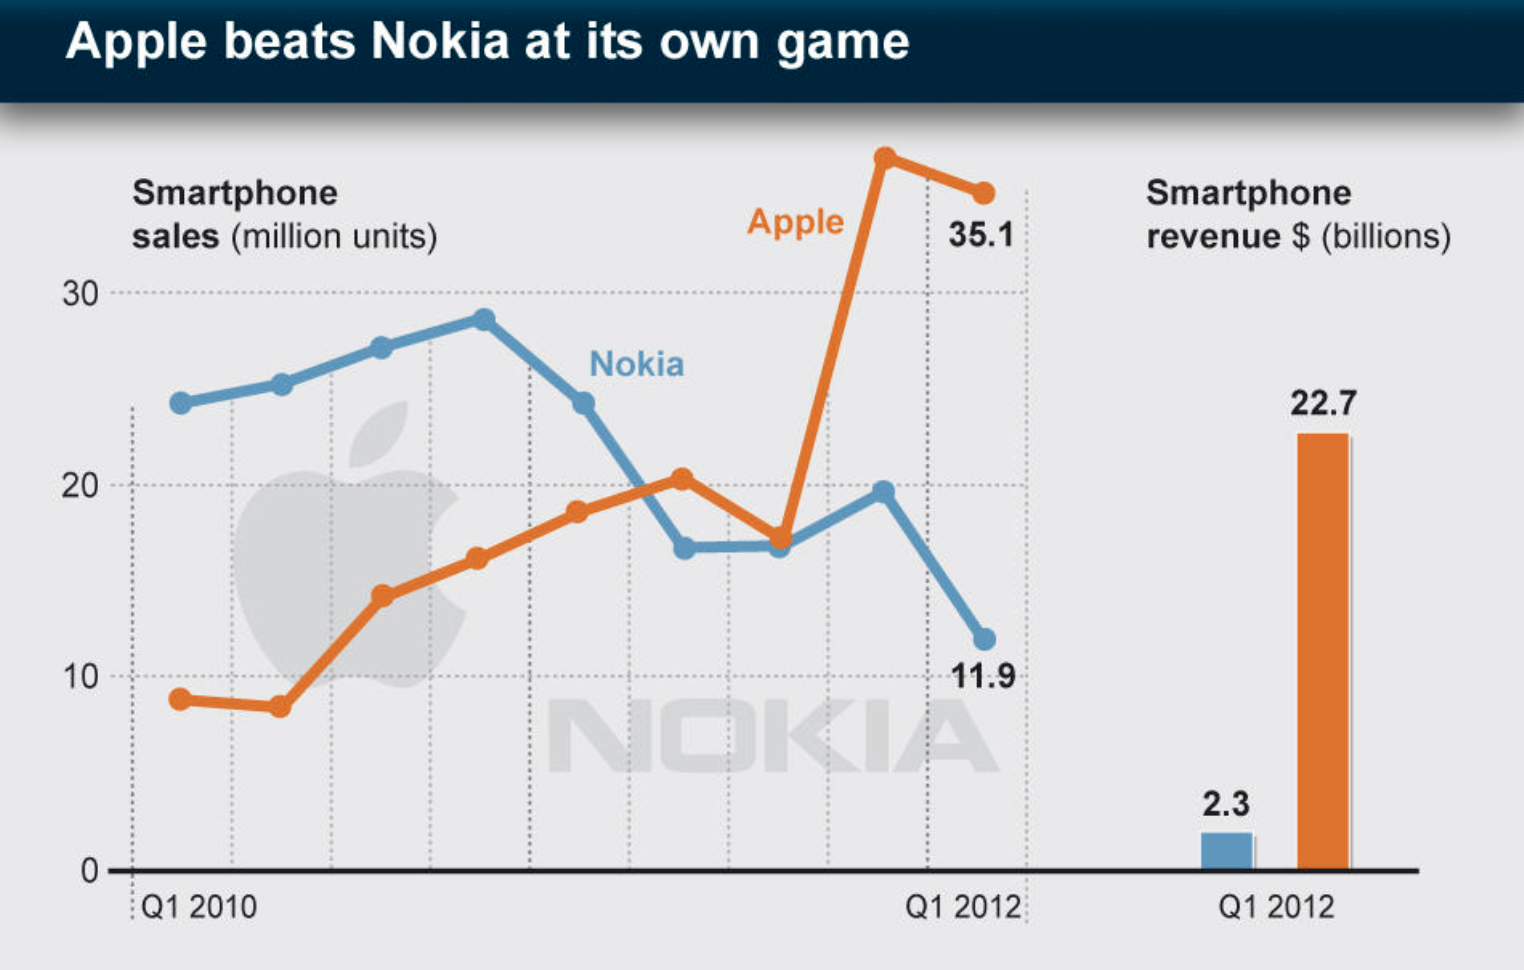 Apple beats Nokia at its own game
Smartphone
sales (million units)
Apple
35.1
30
Nokia
20
10
11.9
NOKIA
0
Q1 2010
Q1 2012
Smartphone
revenue $ (billions)
22.7
2.3
Q1 2012